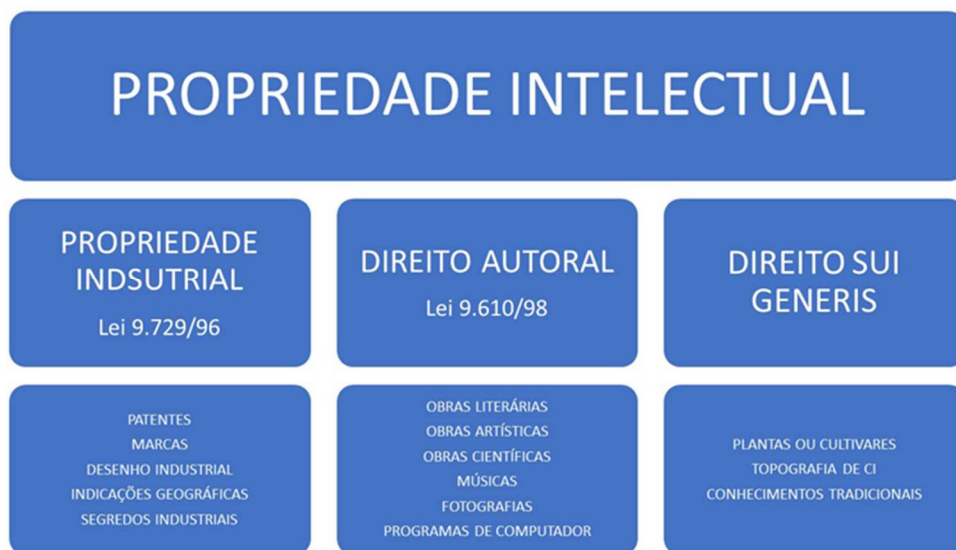 PROPRIEDADE INTELECTUAL
PROPRIEDADE
INDSUTRIAL
Lei 9.729/96
DIREITO AUTORAL
Lei 9.610/98
DIREITO SUI
GENERIS
PATENTES
MARCAS
DESENHO INDUSTRIAL
INDICAÇÕES GEOGRÁFICAS
SEGREDOS INDUSTRIAIS
OBRAS LITERÁRIAS
OBRAS ARTÍSTICAS
OBRAS CIENTÍFICAS
MÚSICAS
FOTOGRAFIAS
PROGRAMAS DE COMPUTADOR
PLANTAS OU CULTIVARES
TOPOGRAFIA DE CI
CONHECIMENTOS TRADICIONAIS